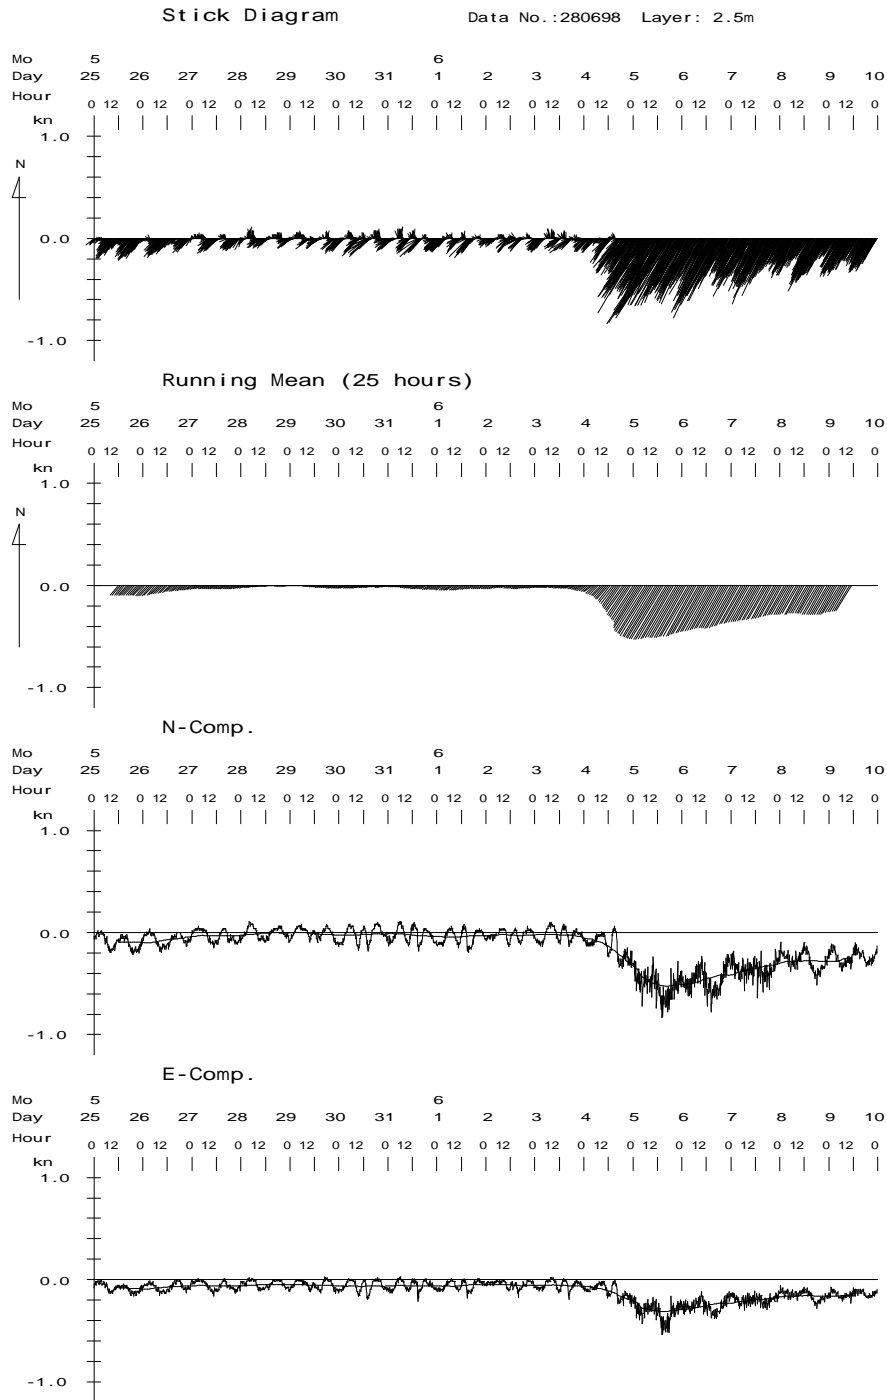 Stick Diagram Data No.:280698 Layer: 2.5m
Mo 5 6
Day 25 26 27 28 29 30 31 1 2 3 4 5 6 7 8 9 10
Hour
0 12 0 12 0 12 0 12 0 12 0 12 0 12 0 12 0 12 0 12 0 12 0 12 0 12 0 12 0 12 0 12 0
kn
1.0
N
0.0
-1.0
Running Mean (25 hours)
Mo 5 6
Day 25 26 27 28 29 30 31 1 2 3 4 5 6 7 8 9 10
Hour
0 12 0 12 0 12 0 12 0 12 0 12 0 12 0 12 0 12 0 12 0 12 0 12 0 12 0 12 0 12 0 12 0
kn
1.0
N
0.0
-1.0
N-Comp.
Mo 5 6
Day 25 26 27 28 29 30 31 1 2 3 4 5 6 7 8 9 10
Hour
0 12 0 12 0 12 0 12 0 12 0 12 0 12 0 12 0 12 0 12 0 12 0 12 0 12 0 12 0 12 0 12 0
kn
1.0
0.0
-1.0
E-Comp.
Mo 5 6
Day 25 26 27 28 29 30 31 1 2 3 4 5 6 7 8 9 10
Hour
0 12 0 12 0 12 0 12 0 12 0 12 0 12 0 12 0 12 0 12 0 12 0 12 0 12 0 12 0 12 0 12 0
kn
1.0
0.0
-1.0